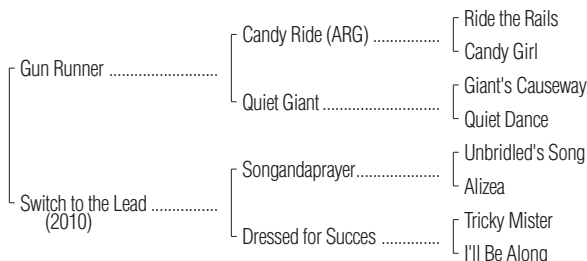 Ride the Rails
Candy Ride (ARG) ................
Candy Girl
Gun Runner ..........................
Giant's Causeway
Quiet Giant .........................
Quiet Dance
Unbridled's Song
Songandaprayer...................
Alizea
Switch to the Lead ................
(2010)
Tricky Mister
Dressed for Succes ..............
I'll Be Along